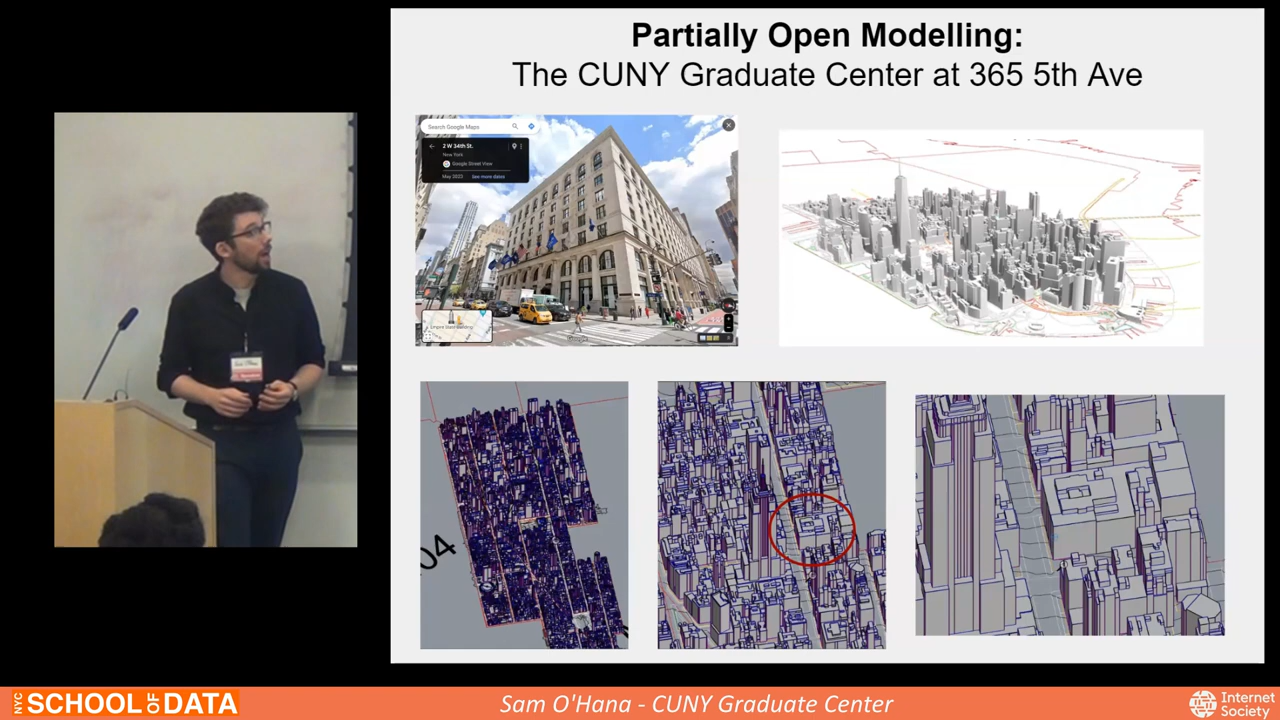 Partially Open Modelling:
The CUNY Graduate Center at 365 5th Ave
Search Google Maps
2 W 34th St.
New York
Google Street View
May 2023 See more dates
Empire State Building
Google
04
NYC SCHOOL OF DATA
Sam O'Hana - CUNY Graduate Center
Internet
Society